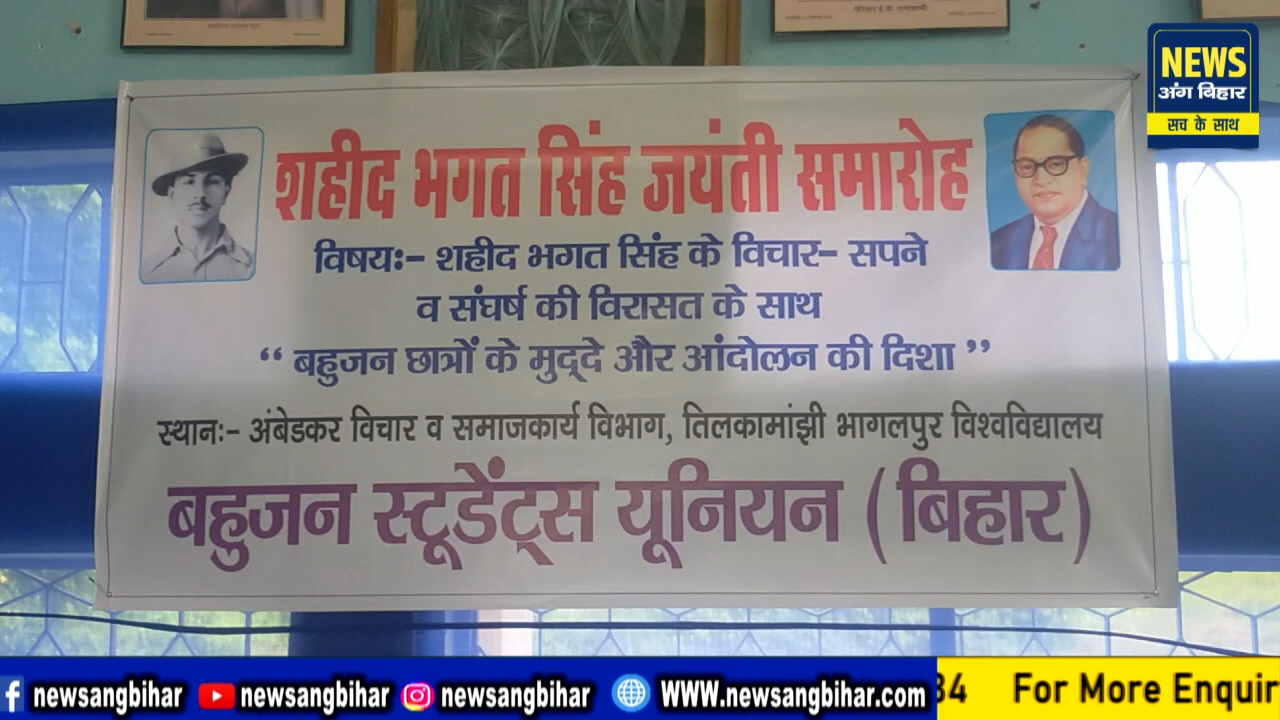 NEWS
अंग बिहार
सच के साथ
शहीद भगत सिंह जयंती समारोह
विषयः- शहीद भगत सिंह के विचार- सपने
व संघर्ष की विरासत के साथ
“ बहुजन छात्रों के मुद्दे और आंदोलन की दिशा ”
स्थानः- अंबेडकर विचार व समाजकार्य विभाग, तिलकामांझी भागलपुर विश्वविद्यालय
बहुजन स्टूडेंट्स यूनियन (बिहार)
newsangbihar newsangbihar newsangbihar WWW.newsangbihar.com 34 For More Enquir